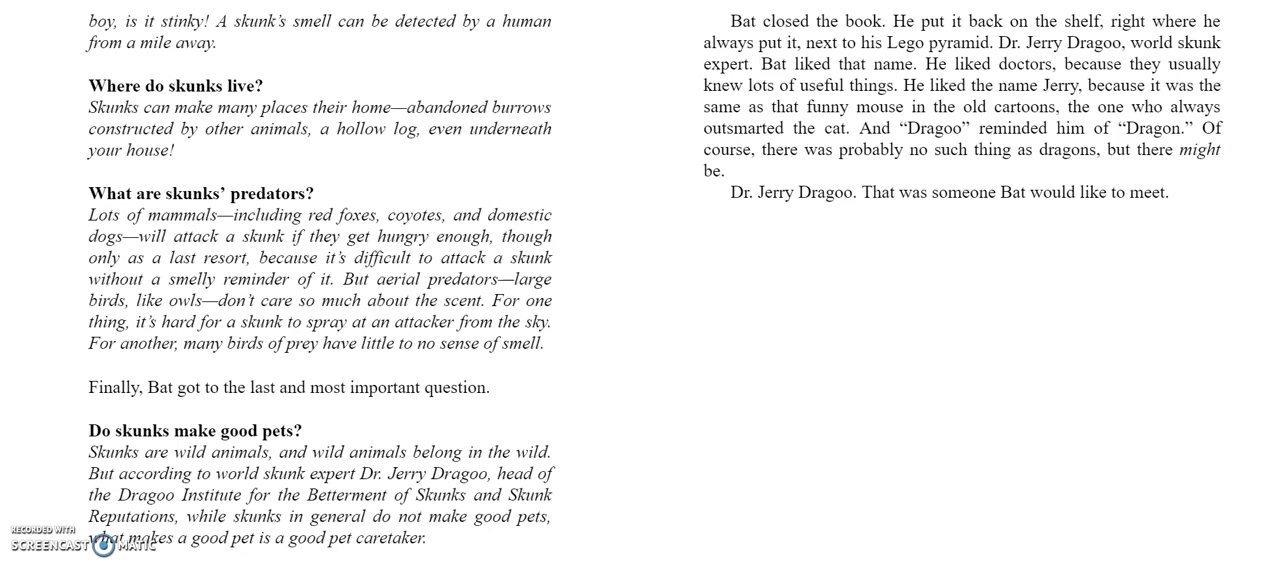 boy, is it stinky! A skunk’s smell can be detected by a human
from a mile away.
Where do skunks live?
Skunks can make many places their home—abandoned burrows
constructed by other animals, a hollow log, even underneath
your house!
What are skunks’ predators?
Lots of mammals—including red foxes, coyotes, and domestic
dogs—will attack a skunk if they get hungry enough, though
only as a last resort, because it’s difficult to attack a skunk
without a smelly reminder of it. But aerial predators—large
birds, like owls—don’t care so much about the scent. For one
thing, it’s hard for a skunk to spray at an attacker from the sky.
For another, many birds of prey have little to no sense of smell.
Finally, Bat got to the last and most important question.
Do skunks make good pets?
Skunks are wild animals, and wild animals belong in the wild.
But according to world skunk expert Dr. Jerry Dragoo, head of
the Dragoo Institute for the Betterment of Skunks and Skunk
Reputations, while skunks in general do not make good pets,
what makes a good pet is a good pet caretaker.
RECORDED WITH
SCREENCAST MATIC
Bat closed the book. He put it back on the shelf, right where he
always put it, next to his Lego pyramid. Dr. Jerry Dragoo, world skunk
expert. Bat liked that name. He liked doctors, because they usually
knew lots of useful things. He liked the name Jerry, because it was the
same as that funny mouse in the old cartoons, the one who always
outsmarted the cat. And “Dragoo” reminded him of “Dragon.” Of
course, there was probably no such thing as dragons, but there might
be.
Dr. Jerry Dragoo. That was someone Bat would like to meet.